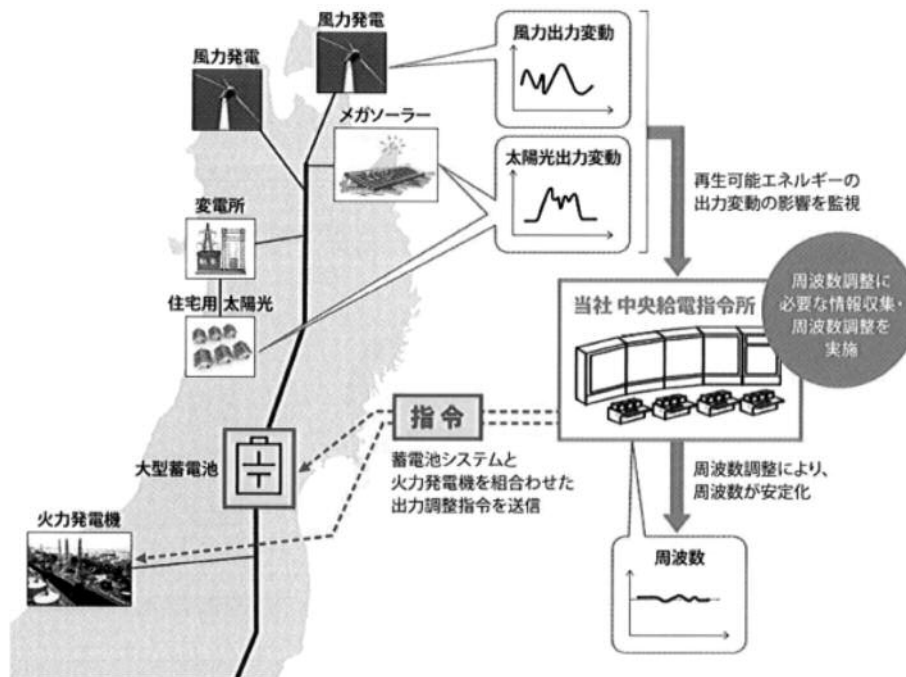 風力発電
風力発電
風力出力変動
メガソーラー
太陽光出力変動
再生可能エネルギーの
出力変動の影響を監視
変電所
住宅用 太陽光
当社 中央給電指令所
周波数調整に
必要な情報収集・
周波数調整を
実施
指令
大型蓄電池
蓄電池システムと
火力発電機を組合わせた
出力調整指令を送信
周波数調整により、
周波数が安定化
火力発電機
周波数